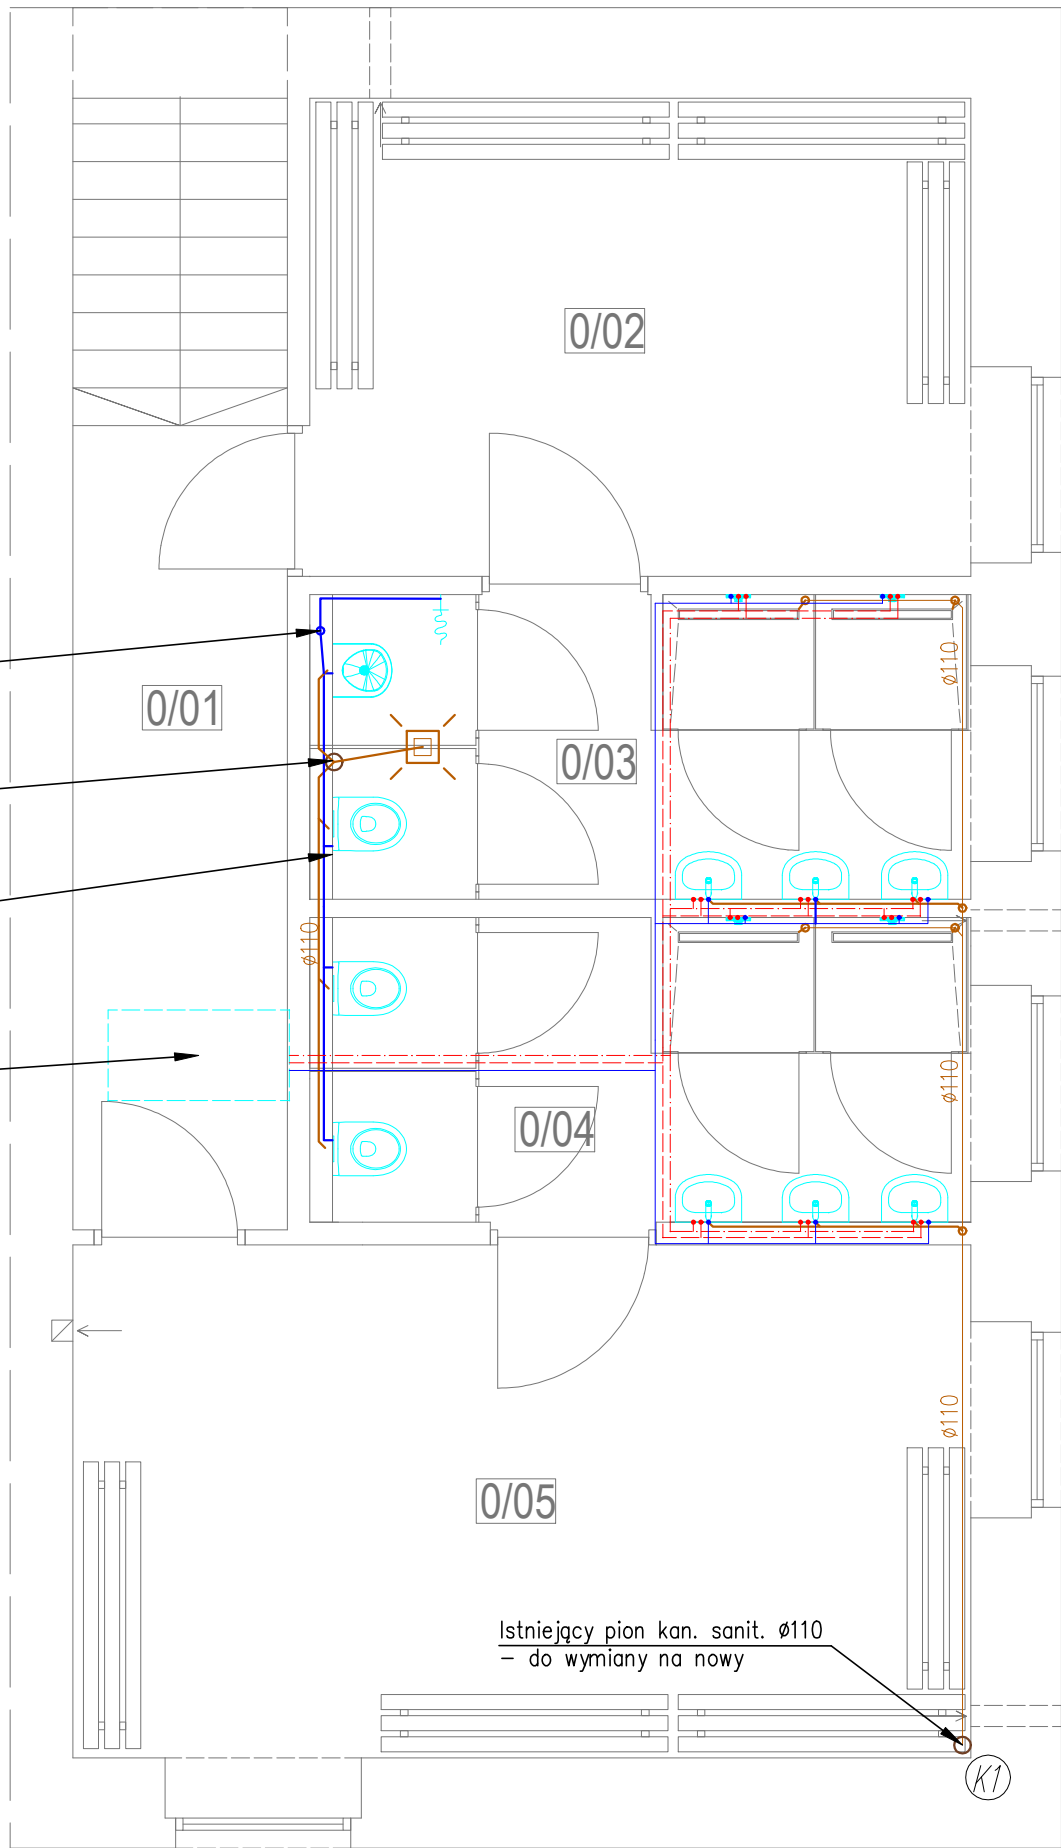 0/02
ø110
0/01
0/03
ø110
ø110
0/04
ø110
0/05
Istniejący pion kan. sanit. ø110
– do wymiany na nowy
K1